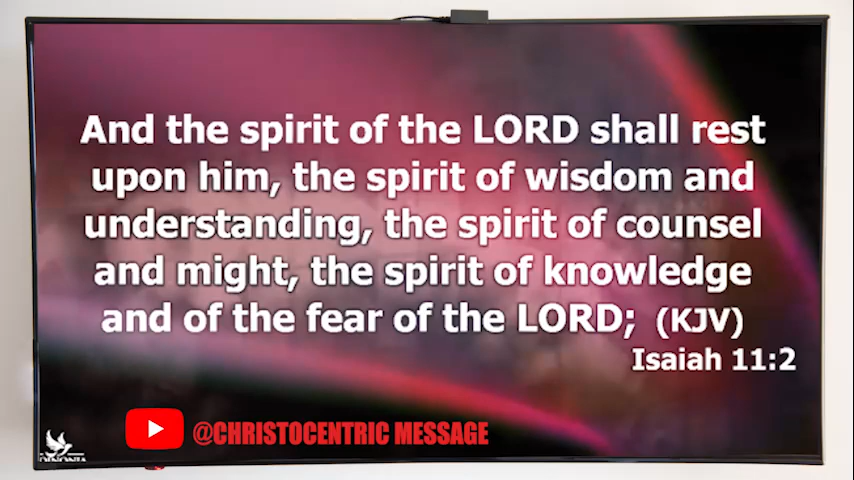 And the spirit of the LORD shall rest
upon him, the spirit of wisdom and
understanding, the spirit of counsel
and might, the spirit of knowledge
and of the fear of the LORD; (KJV)
Isaiah 11:2
@CHRISTOCENTRIC MESSAGE